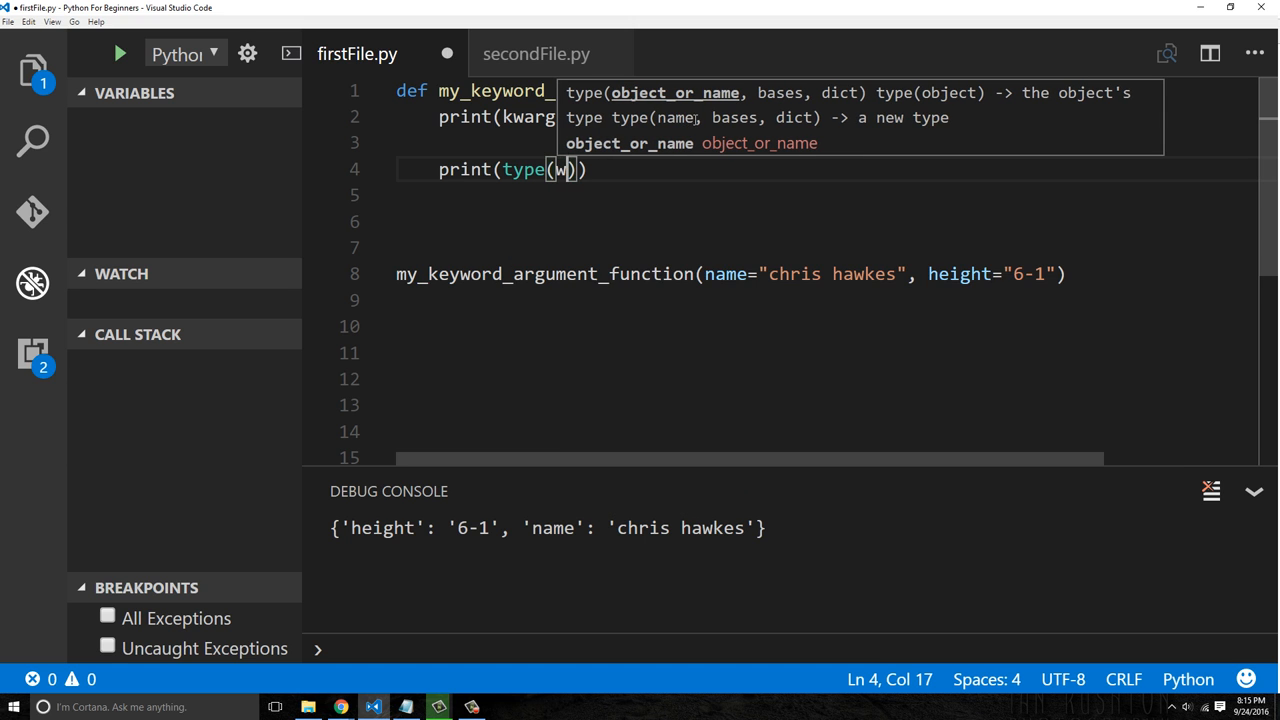 firstFile.py - Python For Beginners - Visual Studio Code
File Edit View Go Help
Python
firstFile.py
secondFile.py
1
VARIABLES
1 def my_keyword_
type(object_or_name, bases, dict) type(object) -> the object's
2 print(kwarg
type type(name, bases, dict) -> a new type
3
object_or_name object_or_name
4 print(type(w))
5
6
7
WATCH
8 my_keyword_argument_function(name="chris hawkes", height="6-1")
9
CALL STACK
10
2
11
12
13
14
15
DEBUG CONSOLE
{'height': '6-1', 'name': 'chris hawkes'}
BREAKPOINTS
All Exceptions
Uncaught Exceptions
0 0
Ln 4, Col 17 Spaces: 4 UTF-8 CRLF Python
I'm Cortana. Ask me anything.
8:15 PM
9/24/2016